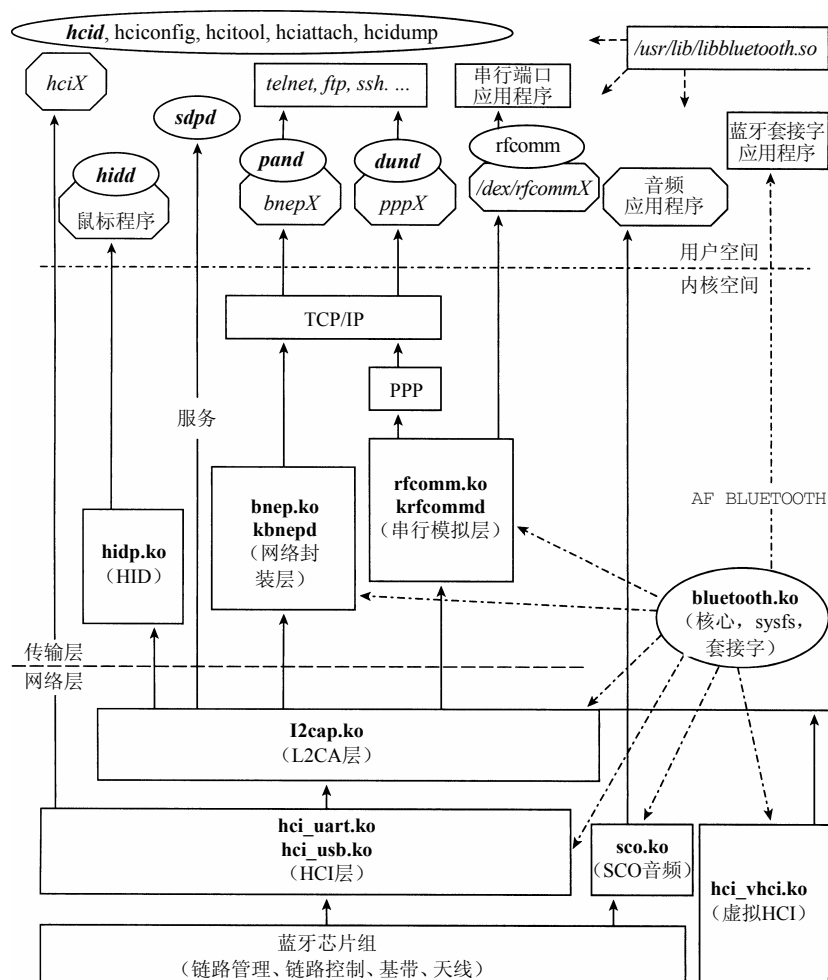 hcid, hciconfig, hcitool, hciattach, hcidump
/usr/lib/libbluetooth.so
hciX
telnet, ftp, ssh. ...
串行端口
应用程序
sdpd
蓝牙套接字
应用程序
hidd
鼠标程序
pand
bnepX
dund
pppX
rfcomm
/dex/rfcommX
音频
应用程序
用户空间
内核空间
TCP/IP
PPP
服务
rfcomm.ko
krfcommd
(串行模拟层)
bnep.ko
kbnepd
(网络封
装层)
AF BLUETOOTH
hidp.ko
(HID)
bluetooth.ko
(核心，sysfs，
套接字)
传输层
网络层
I2cap.ko
(L2CA层)
hci_uart.ko
hci_usb.ko
(HCI层)
sco.ko
(SCO音频)
hci_vhci.ko
(虚拟HCI)
蓝牙芯片组
(链路管理、链路控制、基带、天线)